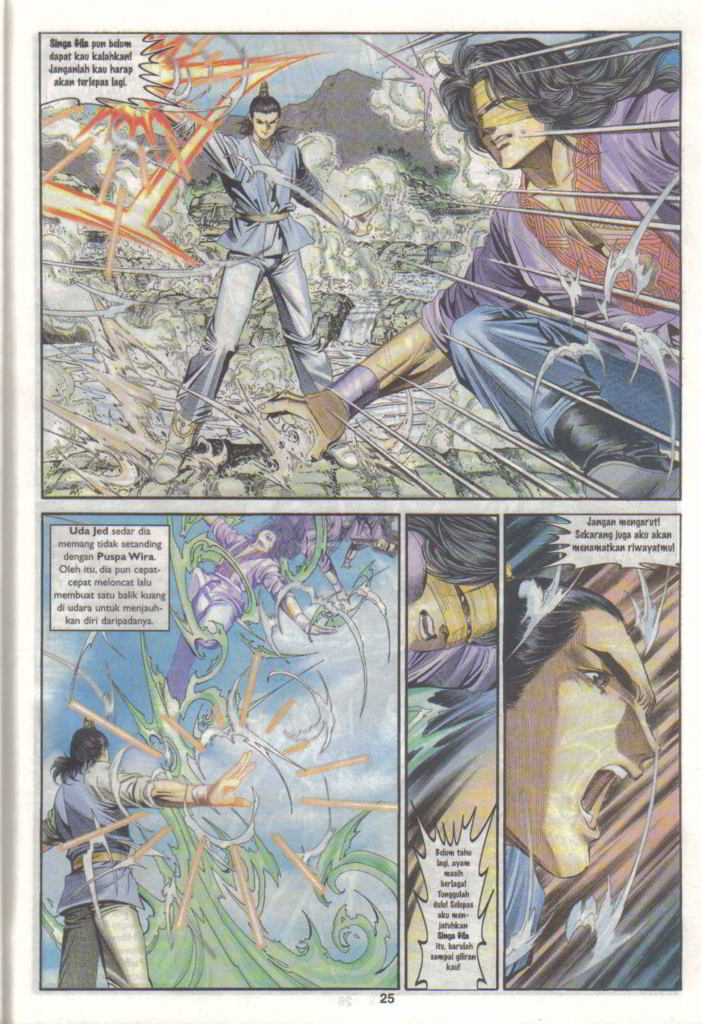 Singa Gila pun belum
dapat kau kalahkan!
Janganlah kau harap
akan terlepas lagi.
Uda Jed sedar dia
memang tidak setanding
dengan Puspa Wira.
Oleh itu, dia pun cepat-
cepat meloncat lalu
membuat satu balik kuang
di udara untuk menjauh-
kan diri daripadanya.
Belum tahu
lagi, ayam
masih
berlaga!
Tunggulah
dulu! Selepas
aku men-
jatuhkan
Singa Gila
itu, barulah
sampai giliran
kau!
Jangan mengarut!
Sekarang juga aku akan
menamatkan riwayatmu!
25